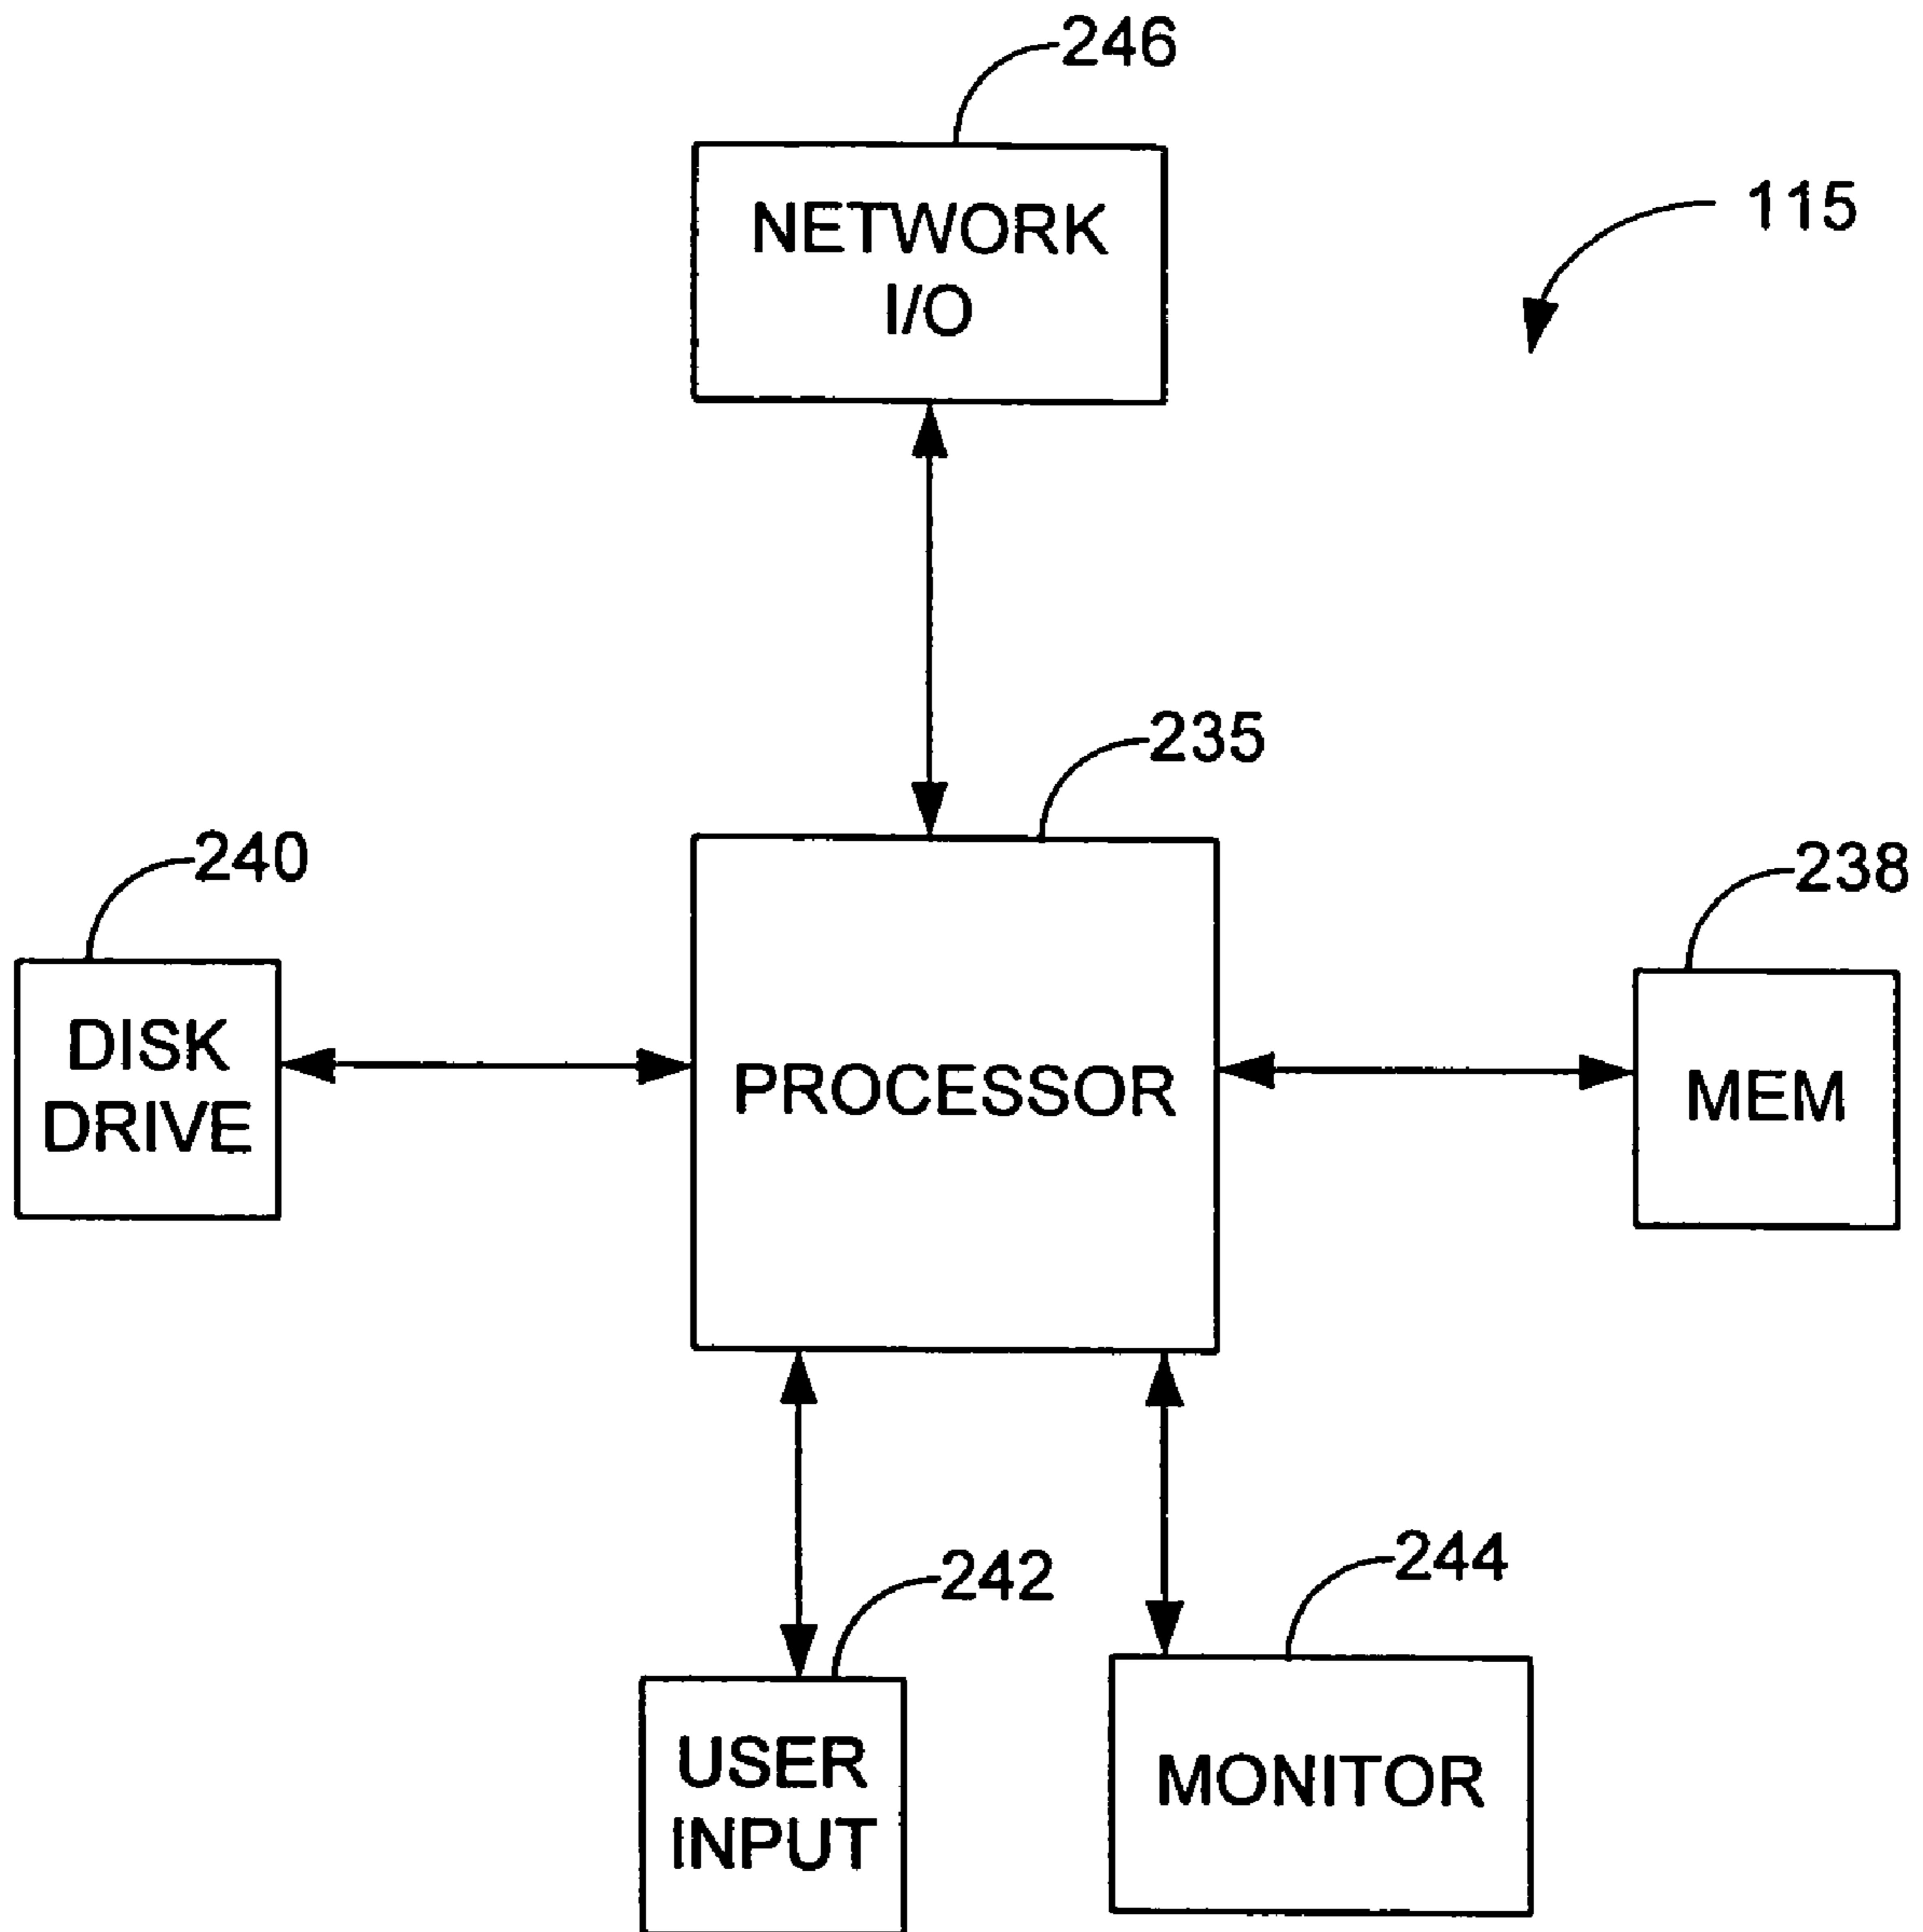 246
NETWORK
I/O
115
235
240
238
DISK
DRIVE
PROCESSOR
MEM
242
244
USER
INPUT
MONITOR